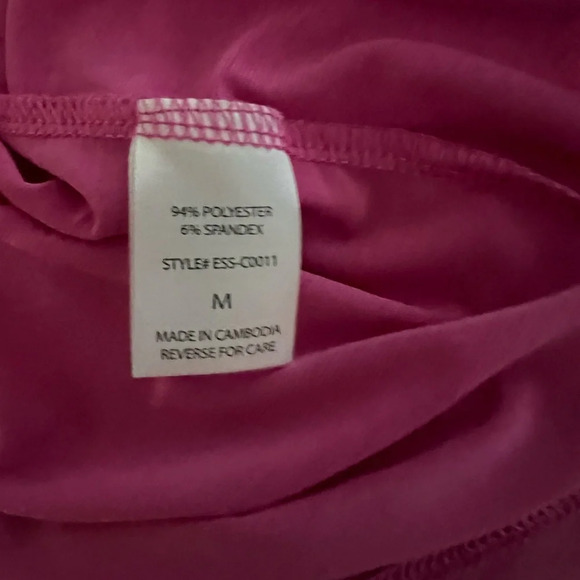 94% POLYESTER
6% SPANDEX
STYLE# ESS-C0011
M
MADE IN CAMBODIA
REVERSE FOR CARE